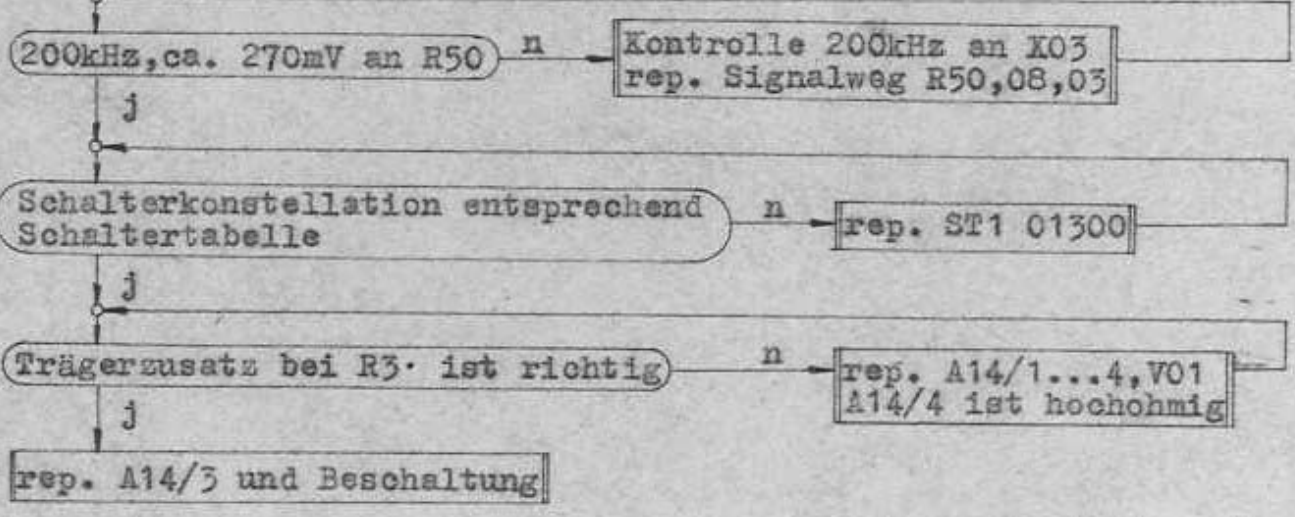 200kHz,ca. 270mV an R50
n
Kontrolle 200kHz an X03
rep. Signalweg R50,08,03
j
Schalterkonstellation entsprechend
Schaltertabelle
n
rep. ST1 01300
j
Trägerzusatz bei R3· ist richtig
n
rep. A14/1...4,V01
A14/4 ist hochohmig
j
rep. A14/3 und Beschaltung